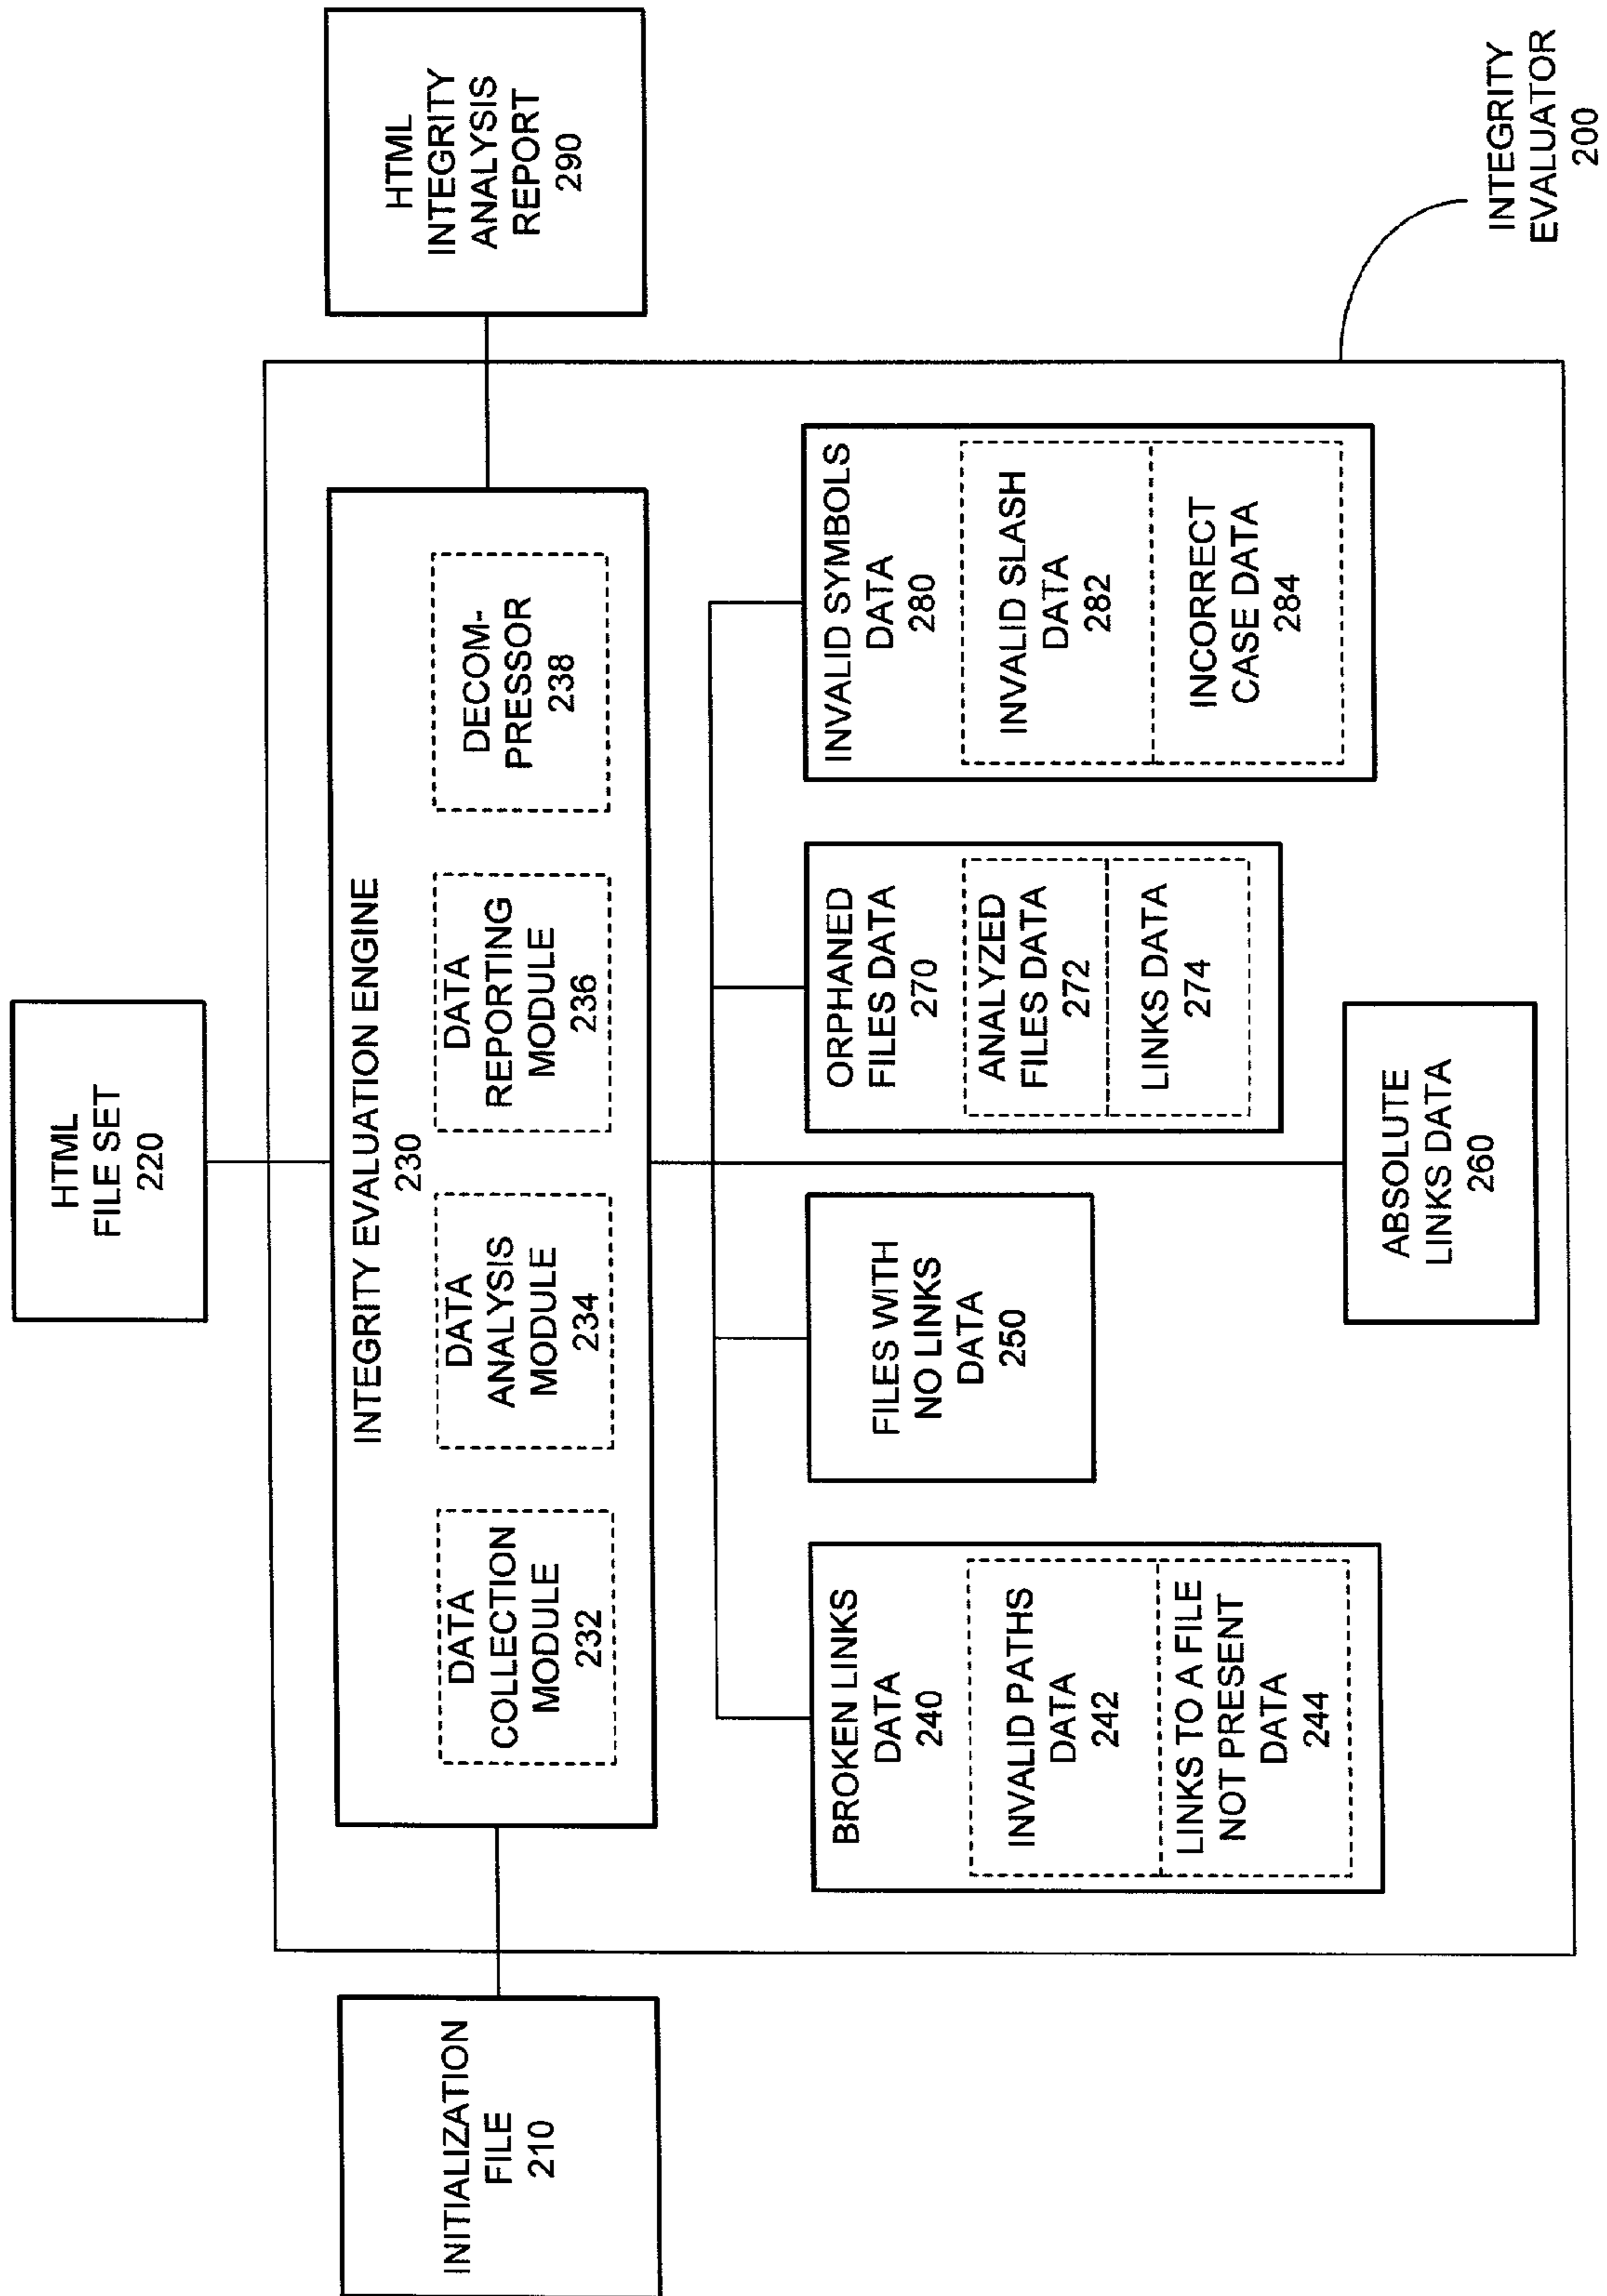 HTML
FILE SET
220
INITIALIZATION
FILE
210
INTEGRITY EVALUATION ENGINE
230
DATA
COLLECTION
MODULE
232
DATA
ANALYSIS
MODULE
234
DATA
REPORTING
MODULE
236
DECOM-
PRESSOR
238
HTML
INTEGRITY
ANALYSIS
REPORT
290
BROKEN LINKS
DATA
240
INVALID PATHS
DATA
242
LINKS TO A FILE
NOT PRESENT
DATA
244
FILES WITH
NO LINKS
DATA
250
ORPHANED
FILES DATA
270
ANALYZED
FILES DATA
272
LINKS DATA
274
INVALID SYMBOLS
DATA
280
INVALID SLASH
DATA
282
INCORRECT
CASE DATA
284
ABSOLUTE
LINKS DATA
260
INTEGRITY
EVALUATOR
200